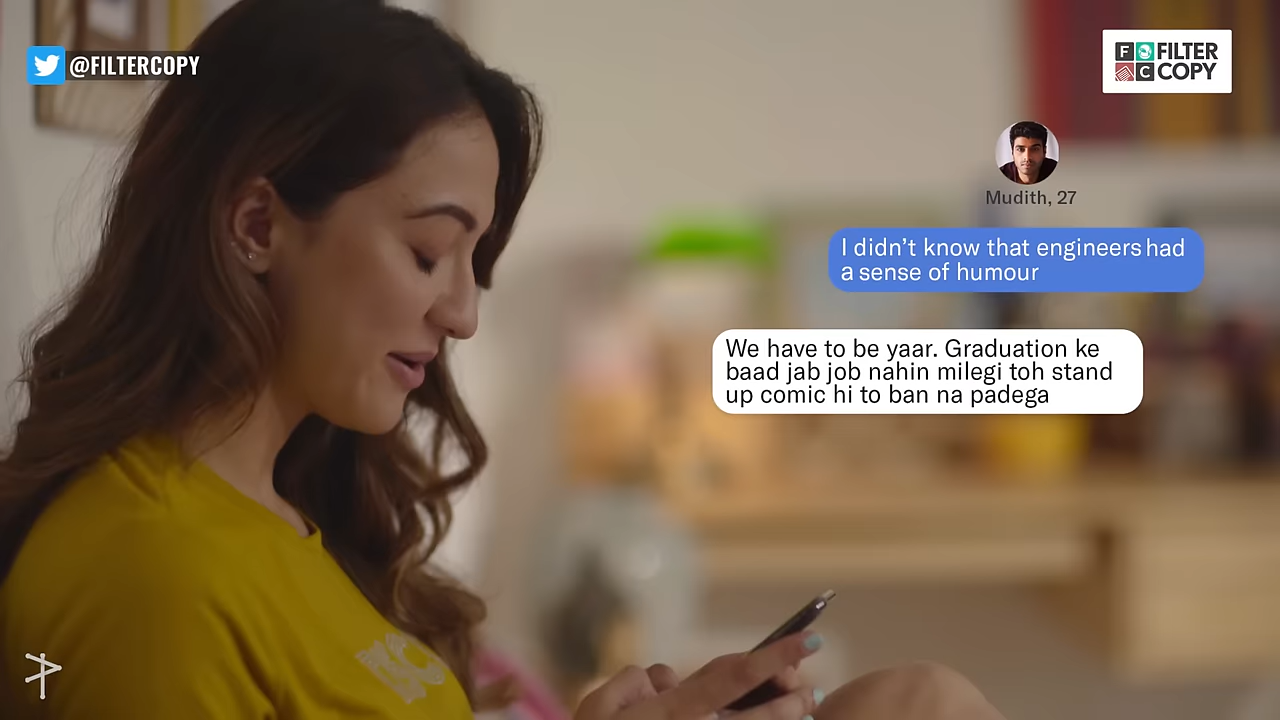 @FILTERCOPY
F FILTER
C COPY
Mudith, 27
I didn't know that engineers had
a sense of humour
We have to be yaar. Graduation ke
baad jab job nahin milegi toh stand
up comic hi to ban na padega